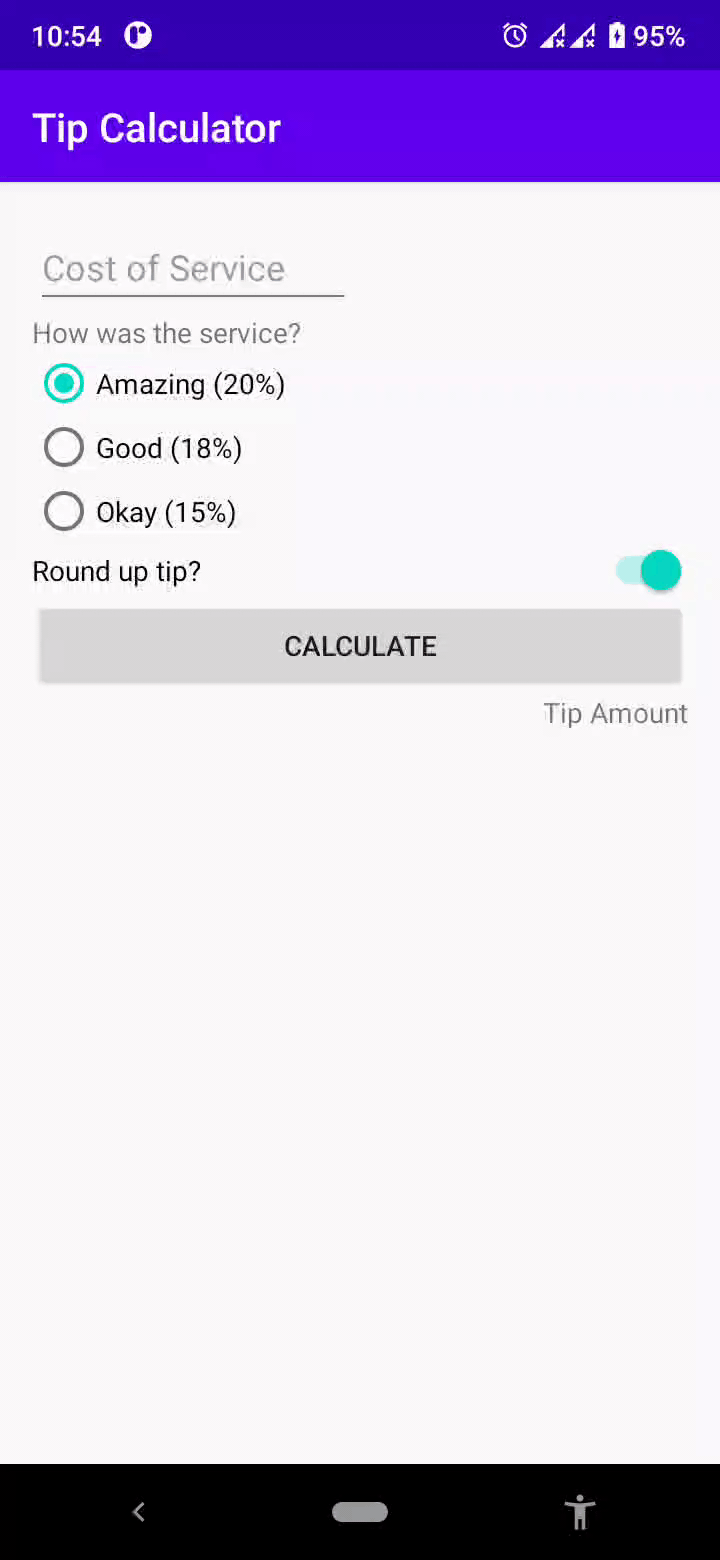 10:54 95%
Tip Calculator
Cost of Service
How was the service?
Amazing (20%)
Good (18%)
Okay (15%)
Round up tip?
CALCULATE
Tip Amount